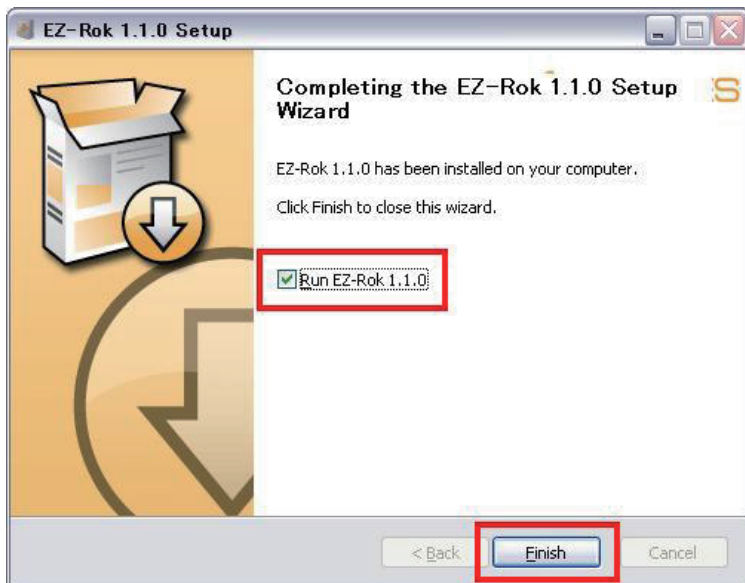 EZ-Rok 1.1.0 Setup
Completing the EZ-Rok 1.1.0 Setup
Wizard
S
EZ-Rok 1.1.0 has been installed on your computer.
Click Finish to close this wizard.
Run EZ-Rok 1.1.0
< Back Finish Cancel